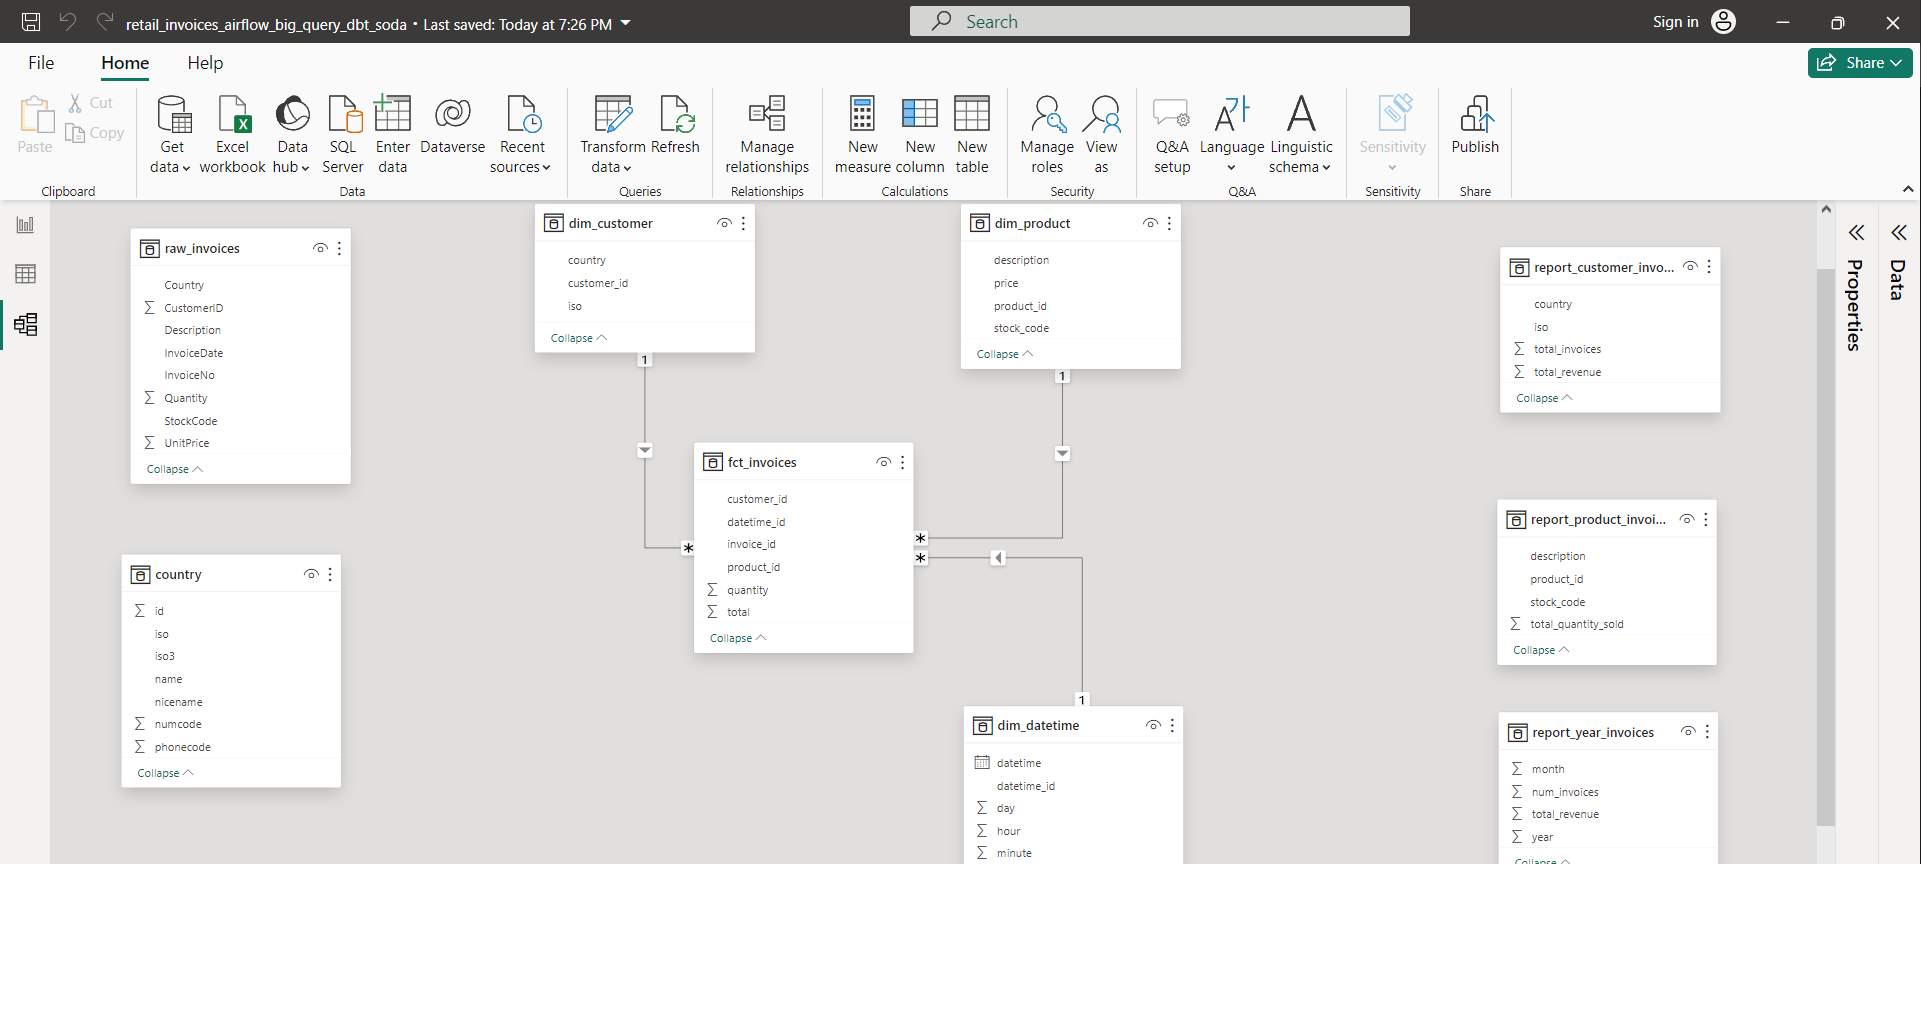 retail_invoices_airflow_big_query_dbt_soda • Last saved: Today at 7:26 PM
Search
Sign in
File Home Help
Share
Paste
Cut
Copy
Clipboard
Get data
Excel workbook
Data hub
SQL Server
Enter data
Dataverse
Recent sources
Data
Transform data
Refresh
Queries
Manage relationships
Relationships
New measure
New column
New table
Calculations
Manage roles
View as
Security
Q&A setup
Language
Linguistic schema
Q&A
Sensitivity
Sensitivity
Publish
Share
raw_invoices
Country
CustomerID
Description
InvoiceDate
InvoiceNo
Quantity
StockCode
UnitPrice
Collapse
country
id
iso
iso3
name
nicename
numcode
phonecode
Collapse
dim_customer
country
customer_id
iso
Collapse
1
*
dim_product
description
price
product_id
stock_code
Collapse
1
*
fct_invoices
customer_id
datetime_id
invoice_id
product_id
quantity
total
Collapse
*
1
dim_datetime
datetime
datetime_id
day
hour
minute
report_customer_invo...
country
iso
total_invoices
total_revenue
Collapse
report_product_invoi...
description
product_id
stock_code
total_quantity_sold
Collapse
report_year_invoices
month
num_invoices
total_revenue
year
Collapse
Properties
Data